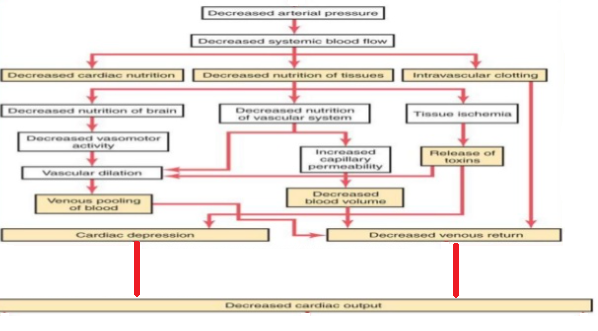 Decreased arterial pressure
Decreased systemic blood flow
Decreased cardiac nutrition
Decreased nutrition of tissues
Intravascular clotting
Decreased nutrition of brain
Decreased nutrition
of vascular system
Tissue ischemia
Decreased vasomotor
activity
Increased
capillary
permeability
Release of
toxins
Vascular dilation
Venous pooling
of blood
Decreased
blood volume
Cardiac depression
Decreased venous return
Decreased cardiac output